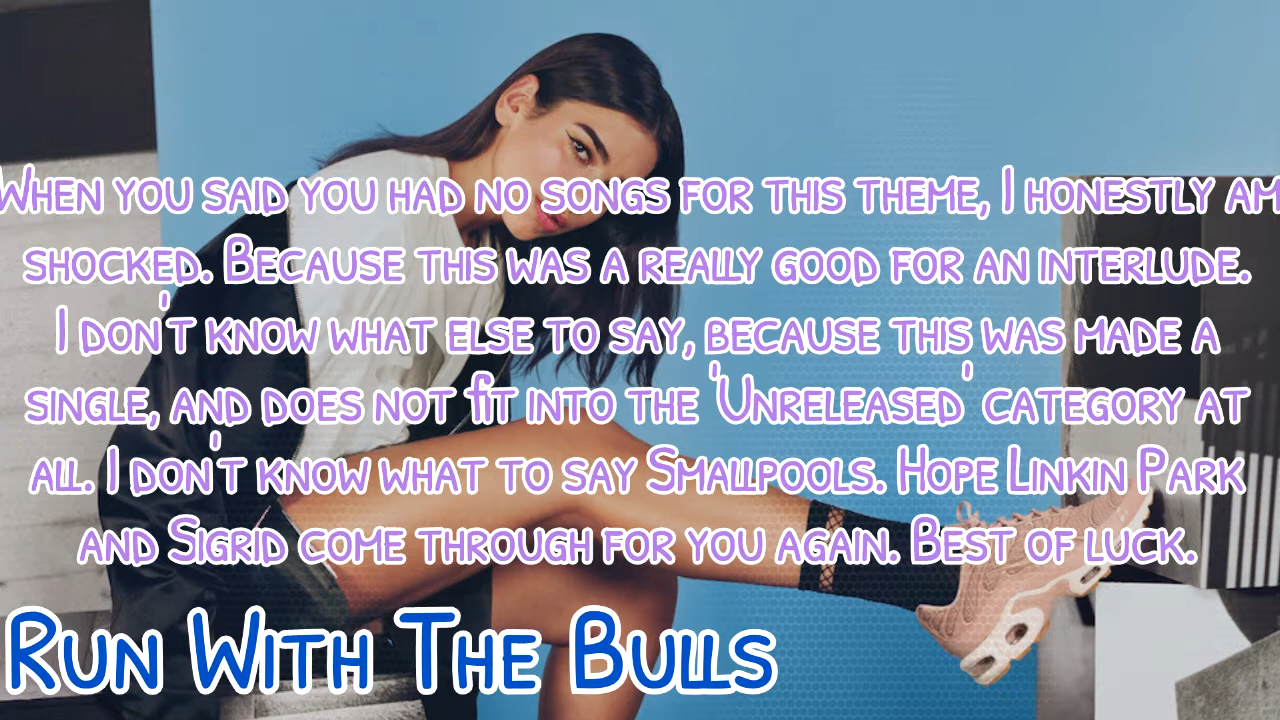 When you said you had no songs for this theme, I honestly am
shocked. Because this was a really good for an interlude.
I don't know what else to say, because this was made a
single, and does not fit into the 'Unreleased' category at
all. I don't know what to say Smallpools. Hope Linkin Park
and Sigrid come through for you again. Best of luck.
Run With The Bulls